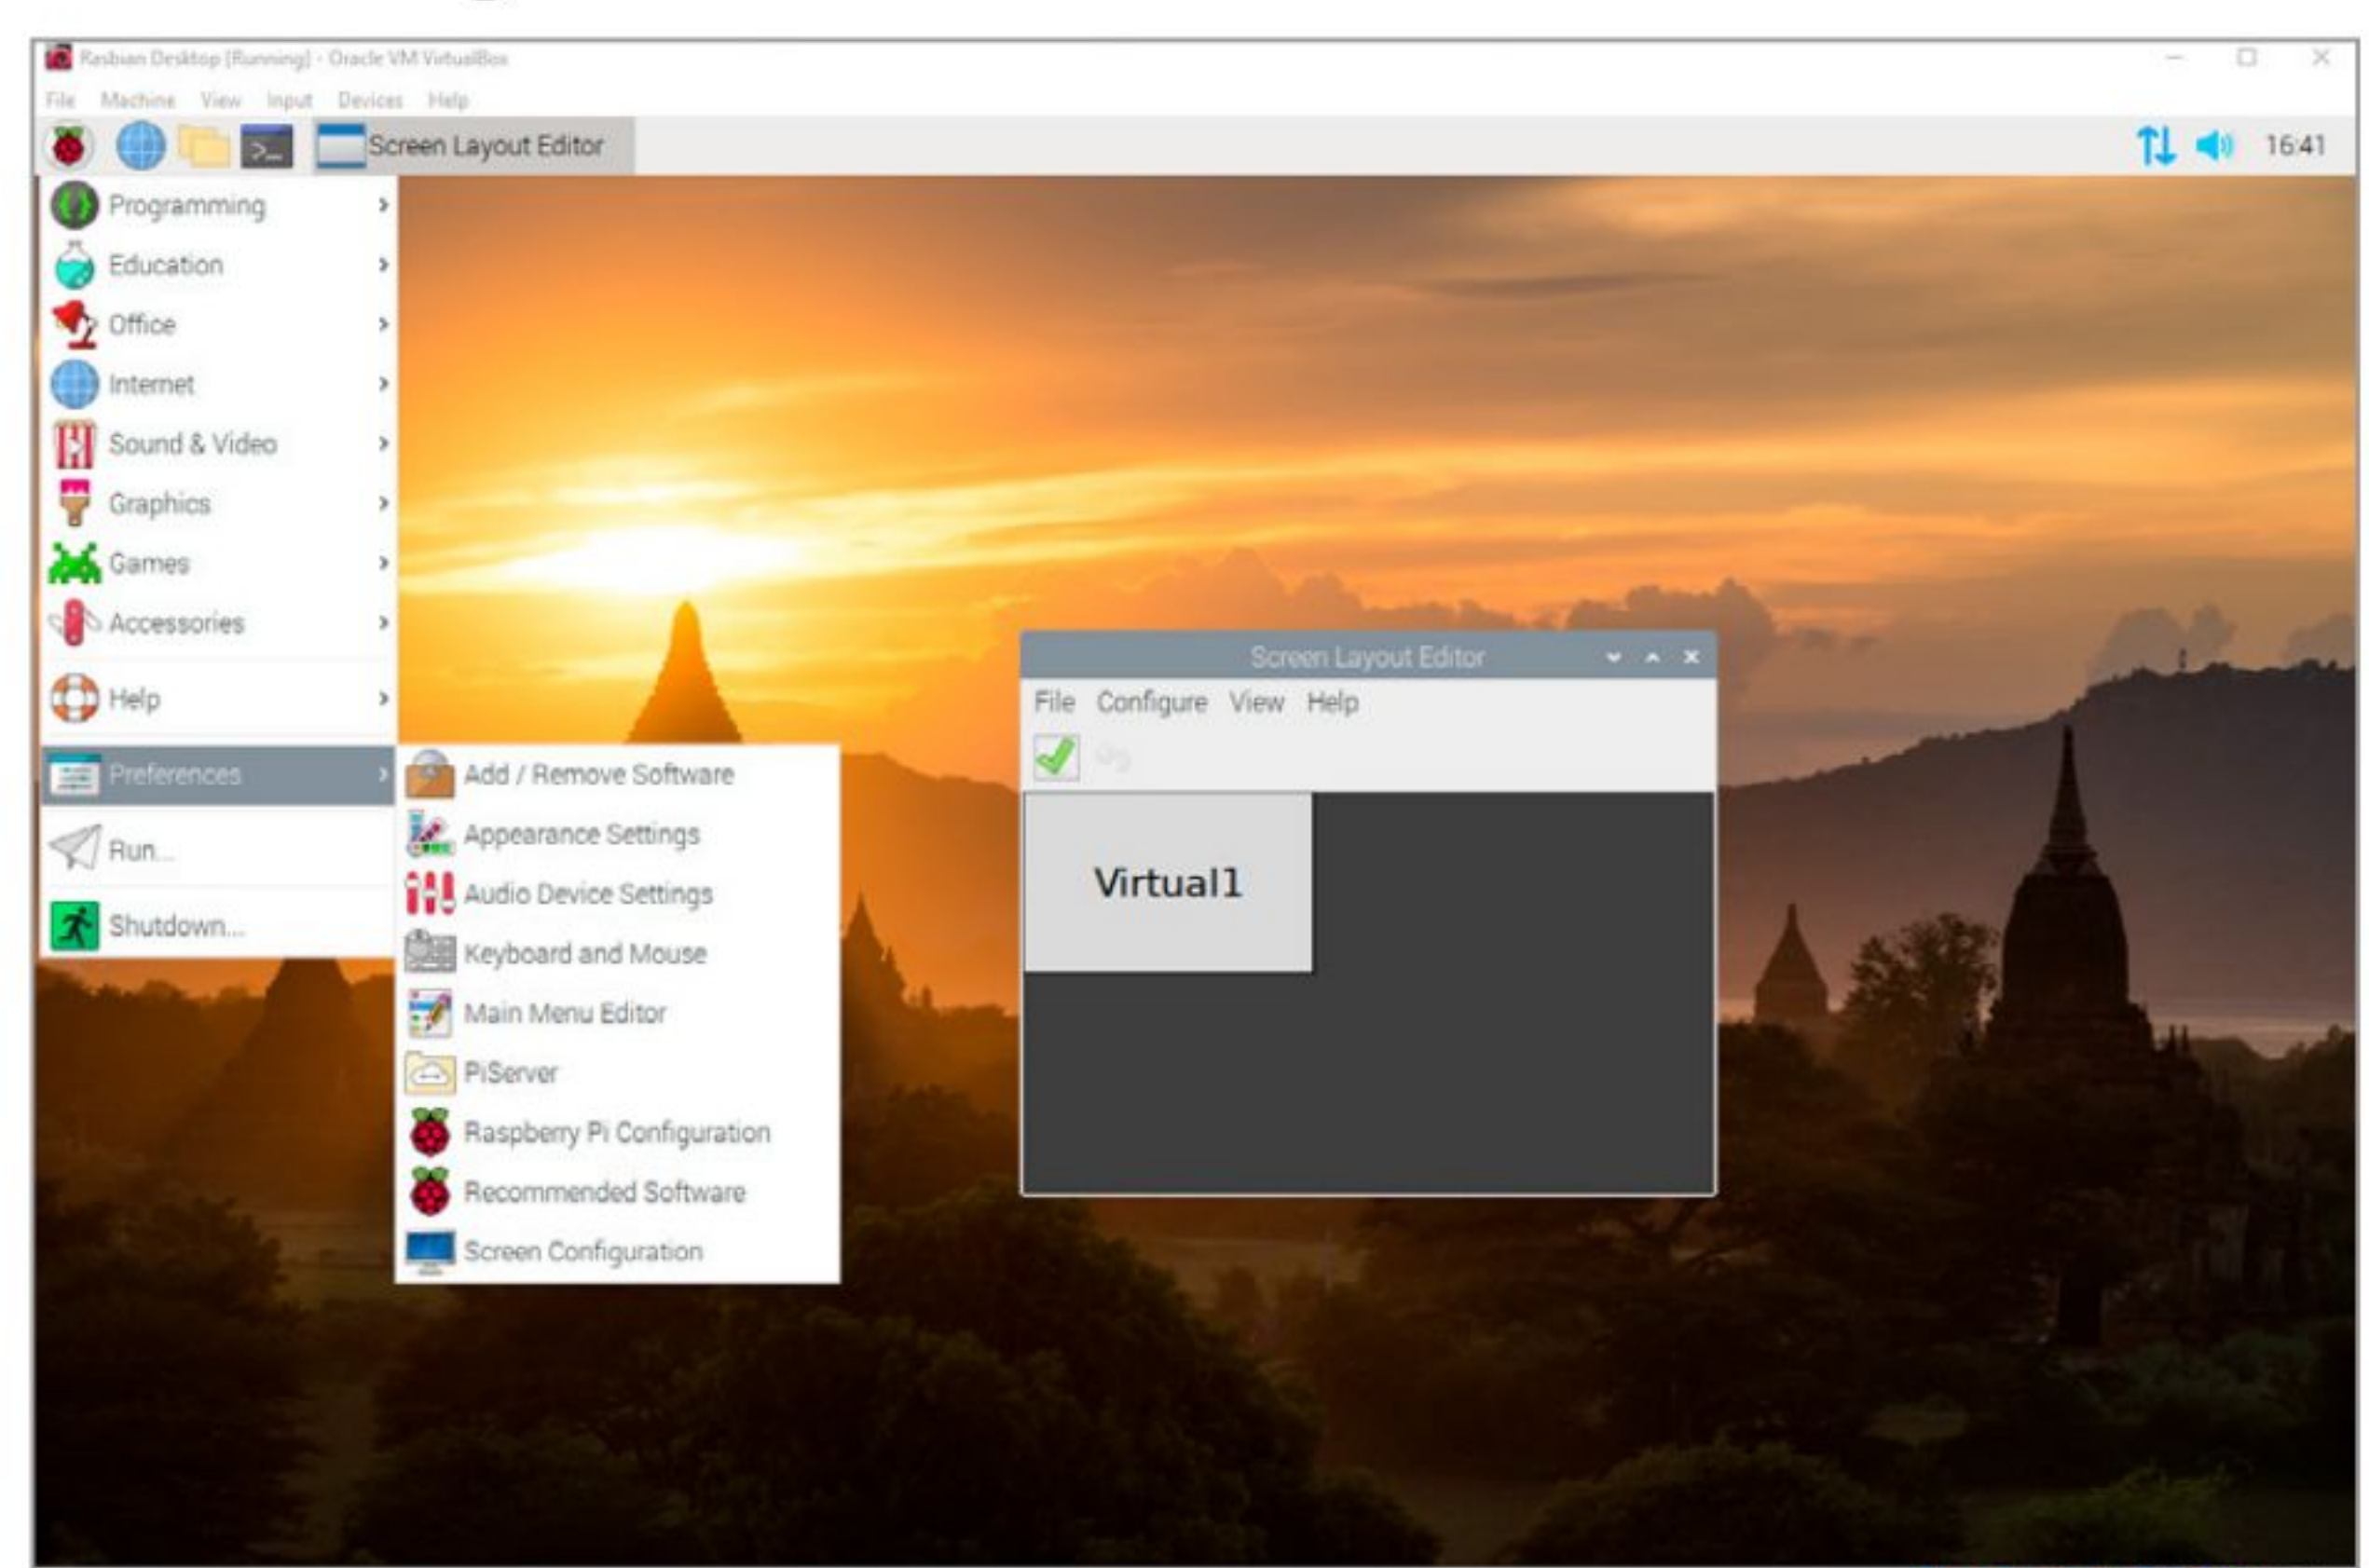 Rasbian Desktop [Running] - Oracle VM VirtualBox
File Machine View Input Devices Help
Screen Layout Editor
16:41
Programming
Education
Office
Internet
Sound & Video
Graphics
Games
Accessories
Help
Preferences
Run...
Shutdown...
Add / Remove Software
Appearance Settings
Audio Device Settings
Keyboard and Mouse
Main Menu Editor
PiServer
Raspberry Pi Configuration
Recommended Software
Screen Configuration
Screen Layout Editor
File Configure View Help
Virtual1